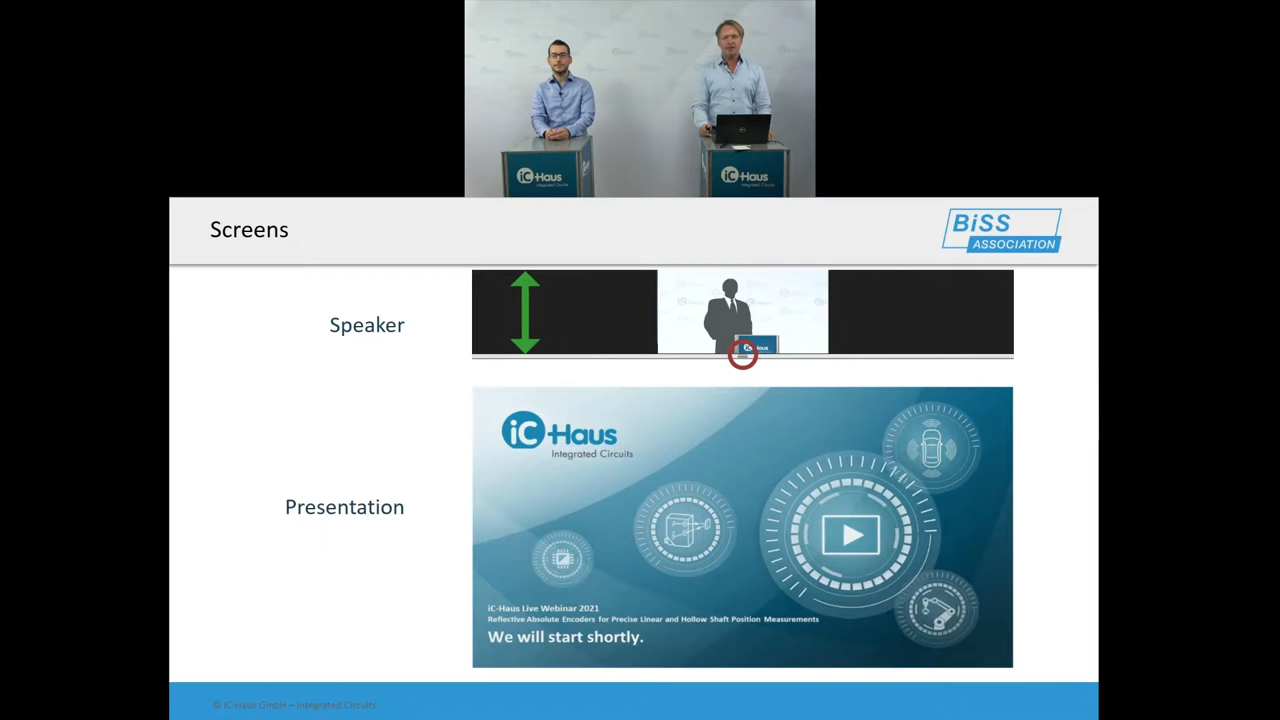 iC Haus
Integrated Circuits
iC Haus
Integrated Circuits
Screens
BiSS
ASSOCIATION
Speaker
iC Haus
Presentation
iC Haus
Integrated Circuits
iC-Haus Live Webinar 2021
Reflective Absolute Encoders for Precise Linear and Hollow Shaft Position Measurements
We will start shortly.
© iC-Haus GmbH – Integrated Circuits